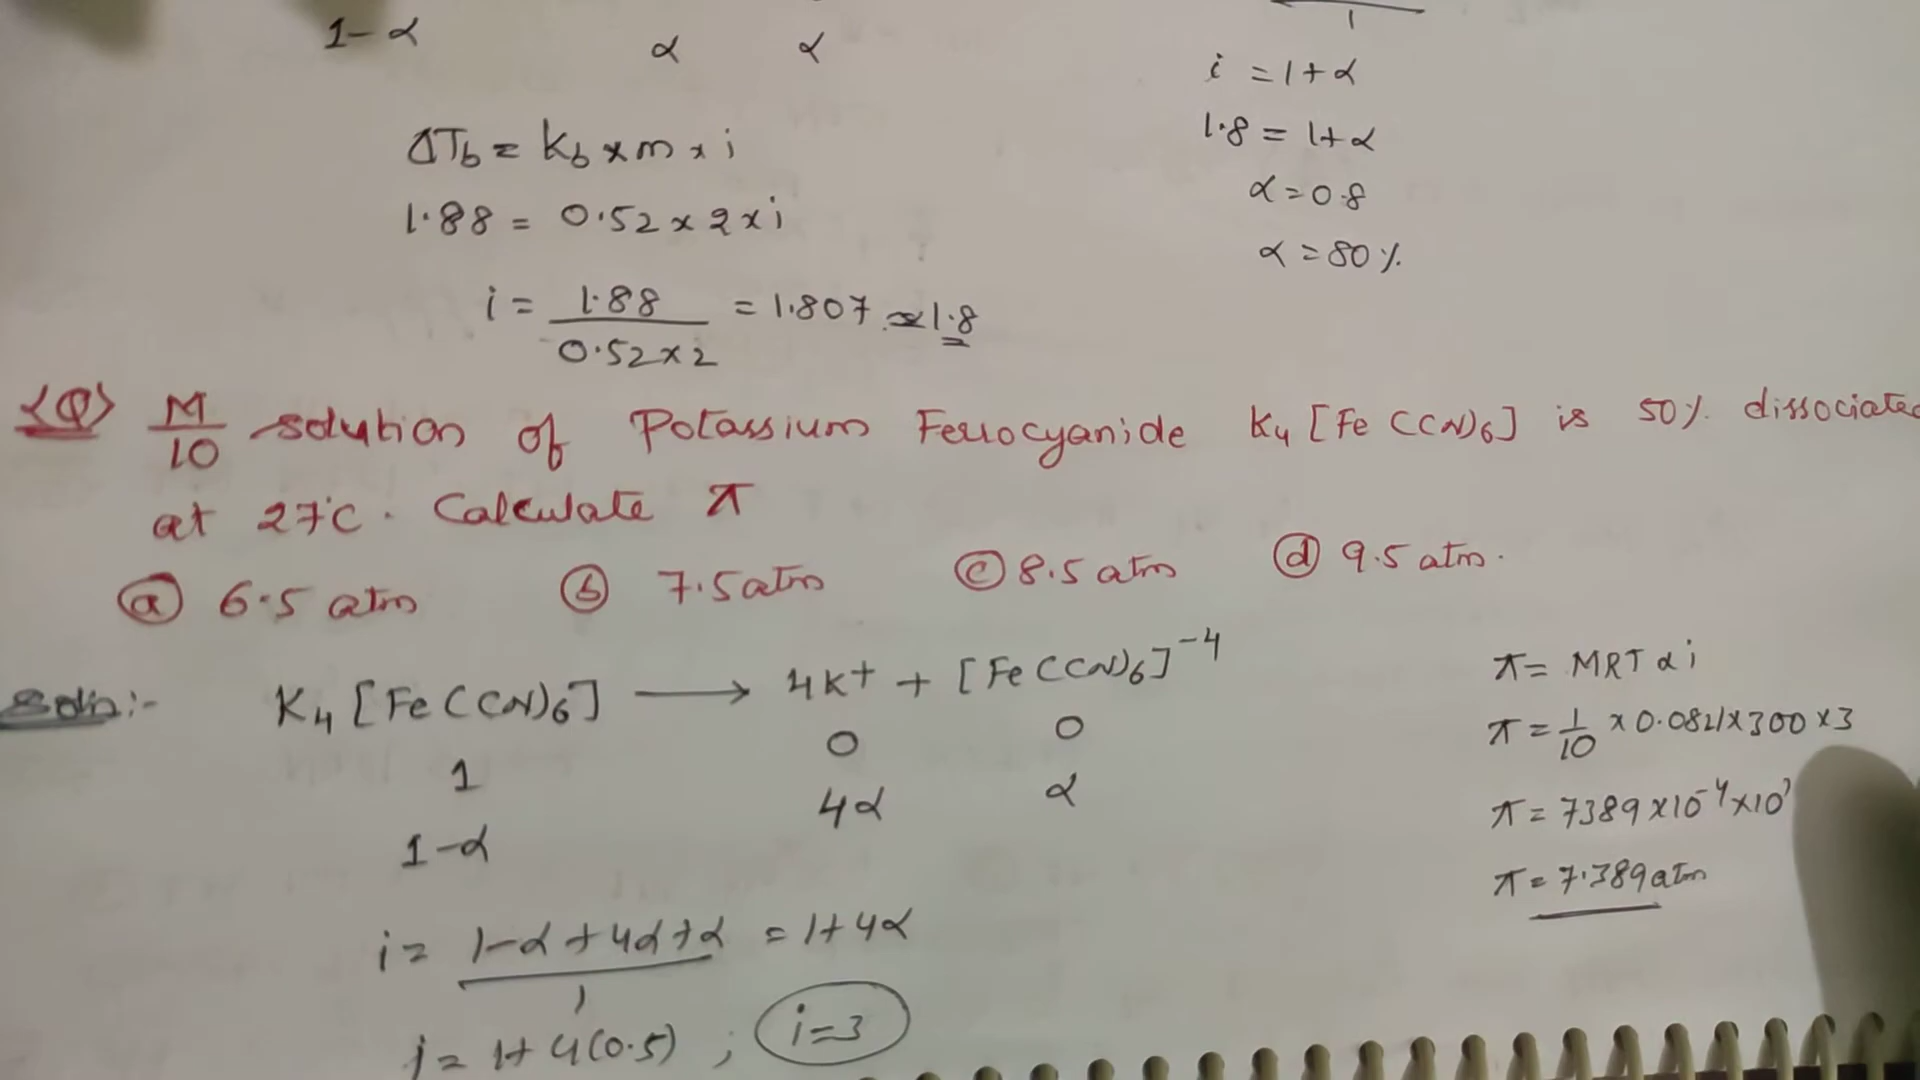 1-α α α
1
i = 1+α
1.8 = 1+α
α = 0.8
α = 80%.
ΔTb = Kb × m × i
1.88 = 0.52 × 2 × i
i = 1.88 / 0.52×2 = 1.807 ≈ 1.8
<Q> M/10 solution of Potassium Ferrocyanide K4[Fe(CN)6] is 50% dissociated
at 27°C. Calculate π
ⓐ 6.5 atm ⓑ 7.5 atm ⓒ 8.5 atm ⓓ 9.5 atm.
Soln:- K4[Fe(CN)6] ⟶ 4K+ + [Fe(CN)6]-4
1 0 0
1-α 4α α
i = 1-α+4α+α / 1 = 1+4α
i = 1+4(0.5) ; i=3
π = MRT × i
π = 1/10 × 0.0821 × 300 × 3
π = 7389 × 10-4 × 10
π = 7.389 atm